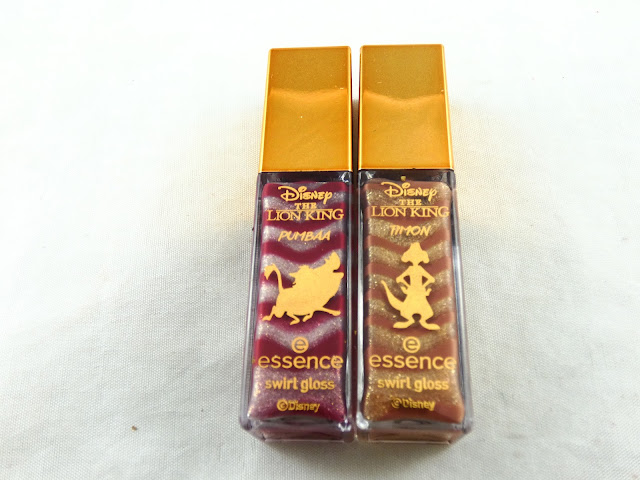 Disney
THE
LION KING
PUMBAA
e
essence
swirl gloss
©Disney
Disney
THE
LION KING
TIMON
e
essence
swirl gloss
©Disney